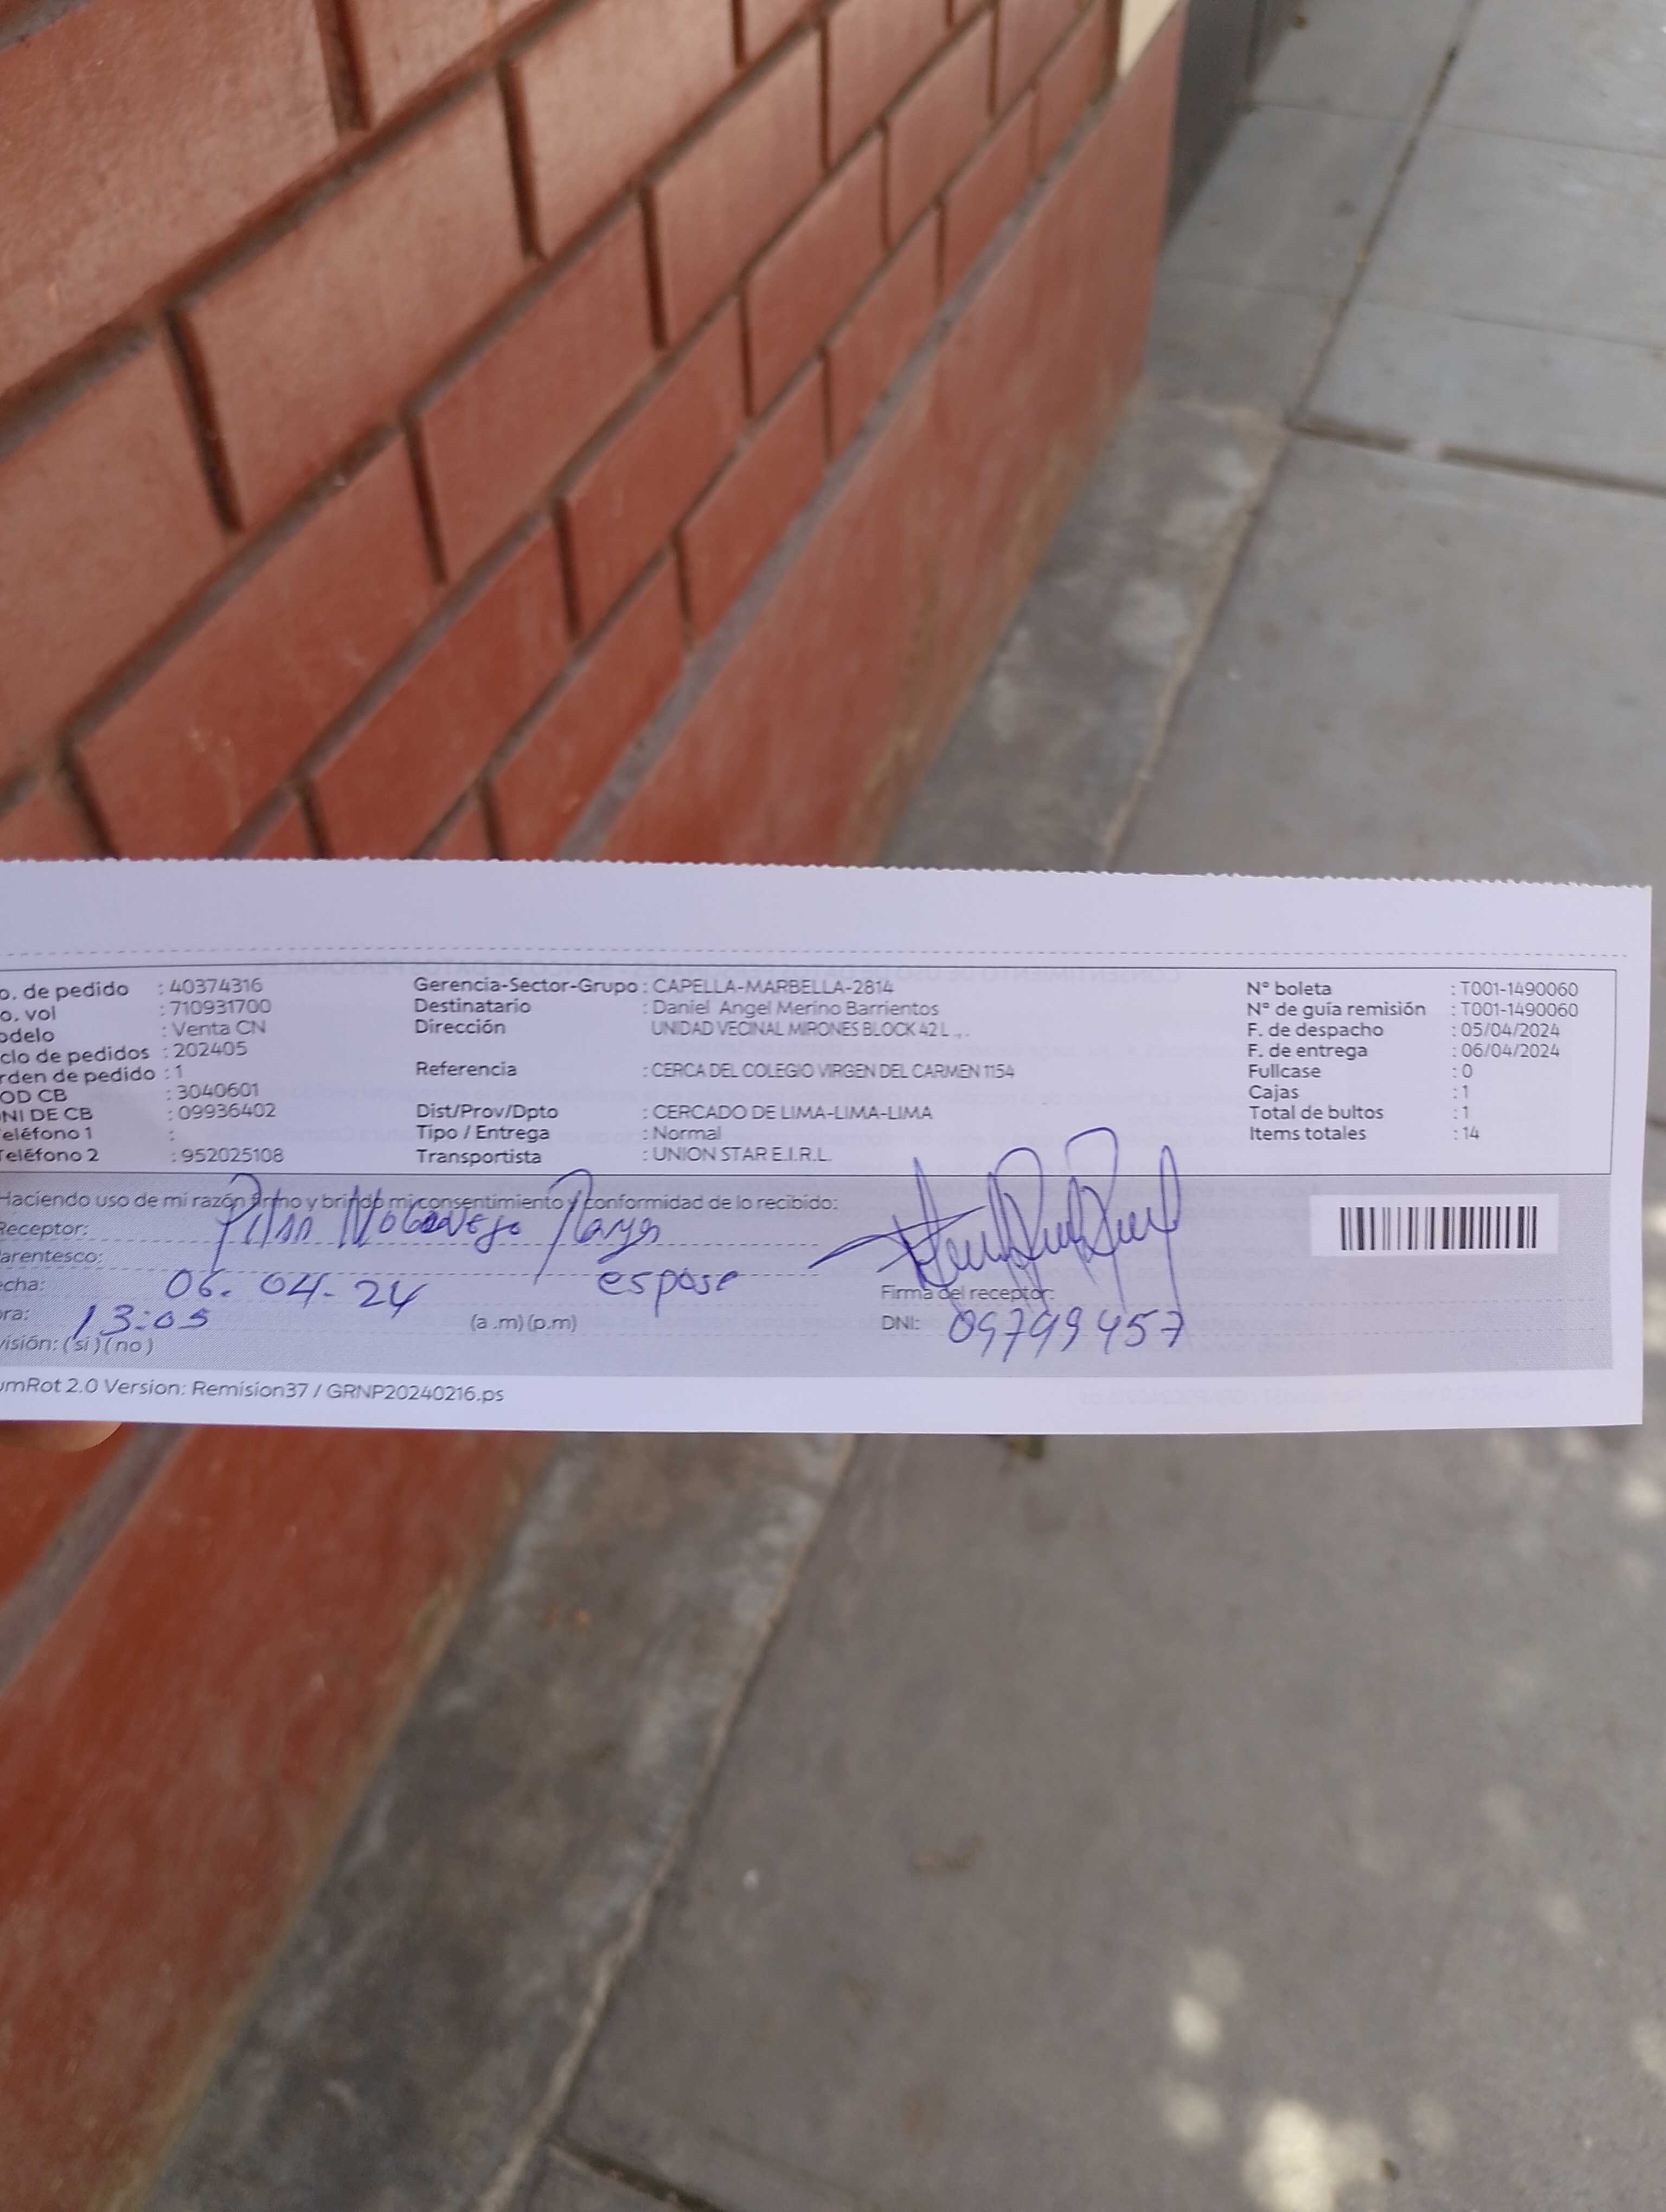 o. de pedido : 40374316 Gerencia-Sector-Grupo : CAPELLA-MARBELLA-2814 N° boleta : T001-1490060
o. vol : 710931700 Destinatario : Daniel Angel Merino Barrientos N° de guía remisión : T001-1490060
odelo : Venta CN Dirección UNIDAD VECINAL MIRONES BLOCK 42 L ., . F. de despacho : 05/04/2024
clo de pedidos : 202405 F. de entrega : 06/04/2024
rden de pedido : 1 Referencia : CERCA DEL COLEGIO VIRGEN DEL CARMEN 1154 Fullcase : 0
OD CB : 3040601 Cajas : 1
NI DE CB : 09936402 Dist/Prov/Dpto : CERCADO DE LIMA-LIMA-LIMA Total de bultos : 1
eléfono 1 : Tipo / Entrega : Normal Items totales : 14
eléfono 2 : 952025108 Transportista : UNION STAR E.I.R.L.
Haciendo uso de mi razón firmo y brindo mi consentimiento y conformidad de lo recibido:
Receptor: Pilar
arentesco: espose
echa: 06. 04. 24 Firma del receptor:
ora: 13:05 (a .m) (p.m) DNI: 09799457
visión: (si) (no)
umRot 2.0 Version: Remision37 / GRNP20240216.ps